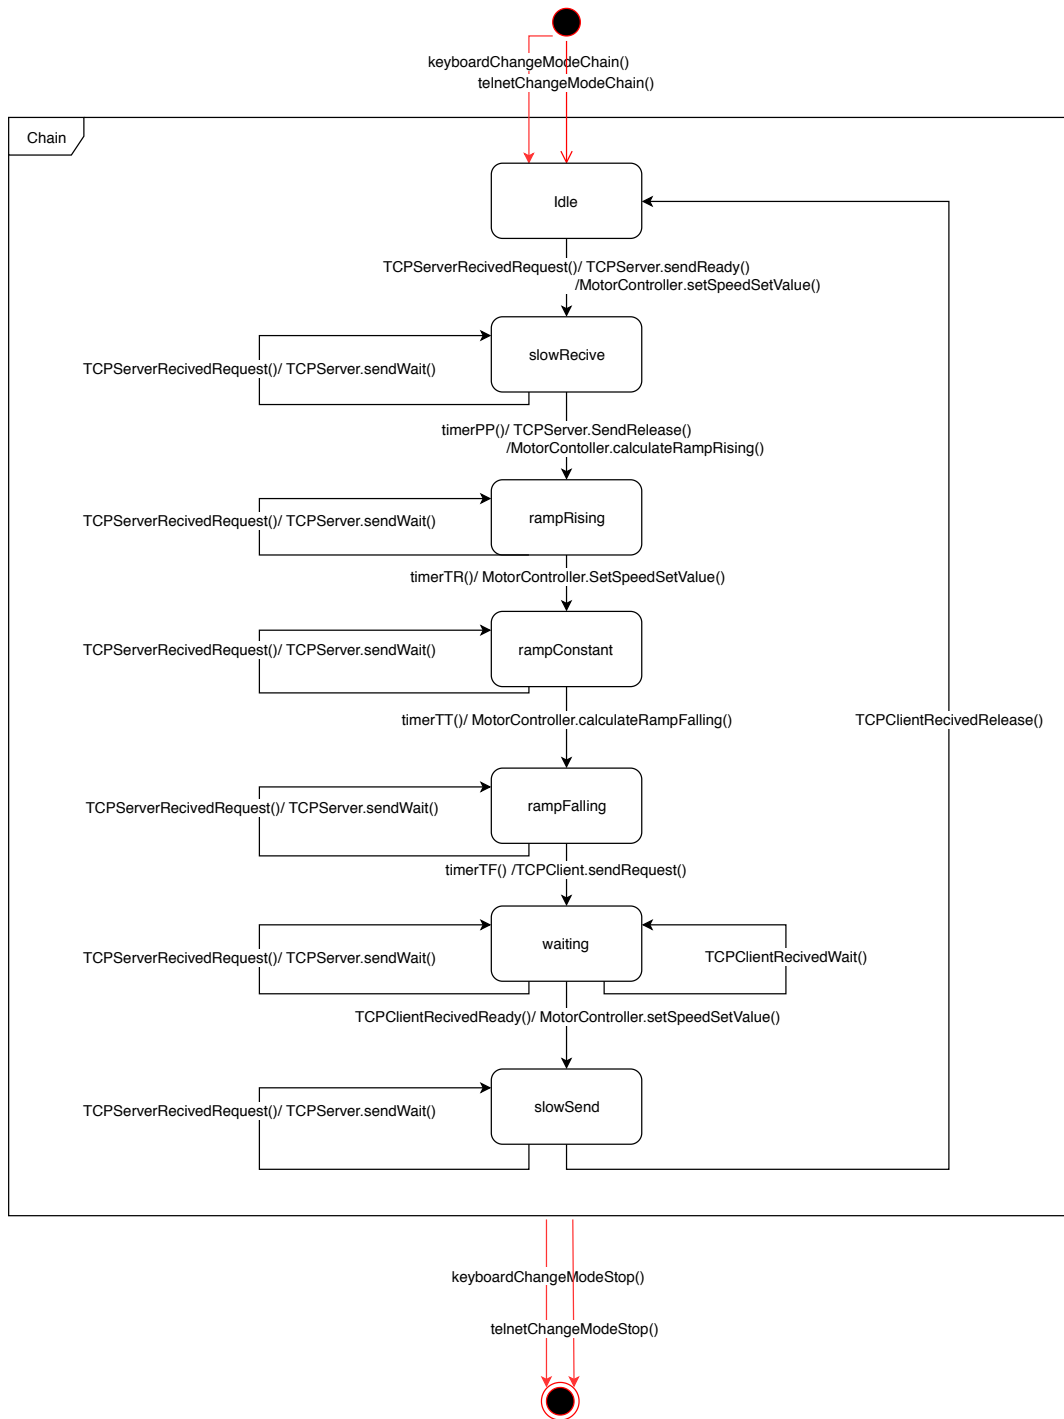 keyboardChangeModeChain()
telnetChangeModeChain()
Chain
Idle
TCPServerRecivedRequest()/ TCPServer.sendReady()
/MotorController.setSpeedSetValue()
slowRecive
TCPServerRecivedRequest()/ TCPServer.sendWait()
timerPP()/ TCPServer.SendRelease()
/MotorContoller.calculateRampRising()
rampRising
TCPServerRecivedRequest()/ TCPServer.sendWait()
timerTR()/ MotorController.SetSpeedSetValue()
rampConstant
TCPServerRecivedRequest()/ TCPServer.sendWait()
timerTT()/ MotorController.calculateRampFalling()
TCPClientRecivedRelease()
rampFalling
TCPServerRecivedRequest()/ TCPServer.sendWait()
timerTF() /TCPClient.sendRequest()
waiting
TCPServerRecivedRequest()/ TCPServer.sendWait()
TCPClientRecivedWait()
TCPClientRecivedReady()/ MotorController.setSpeedSetValue()
slowSend
TCPServerRecivedRequest()/ TCPServer.sendWait()
keyboardChangeModeStop()
telnetChangeModeStop()